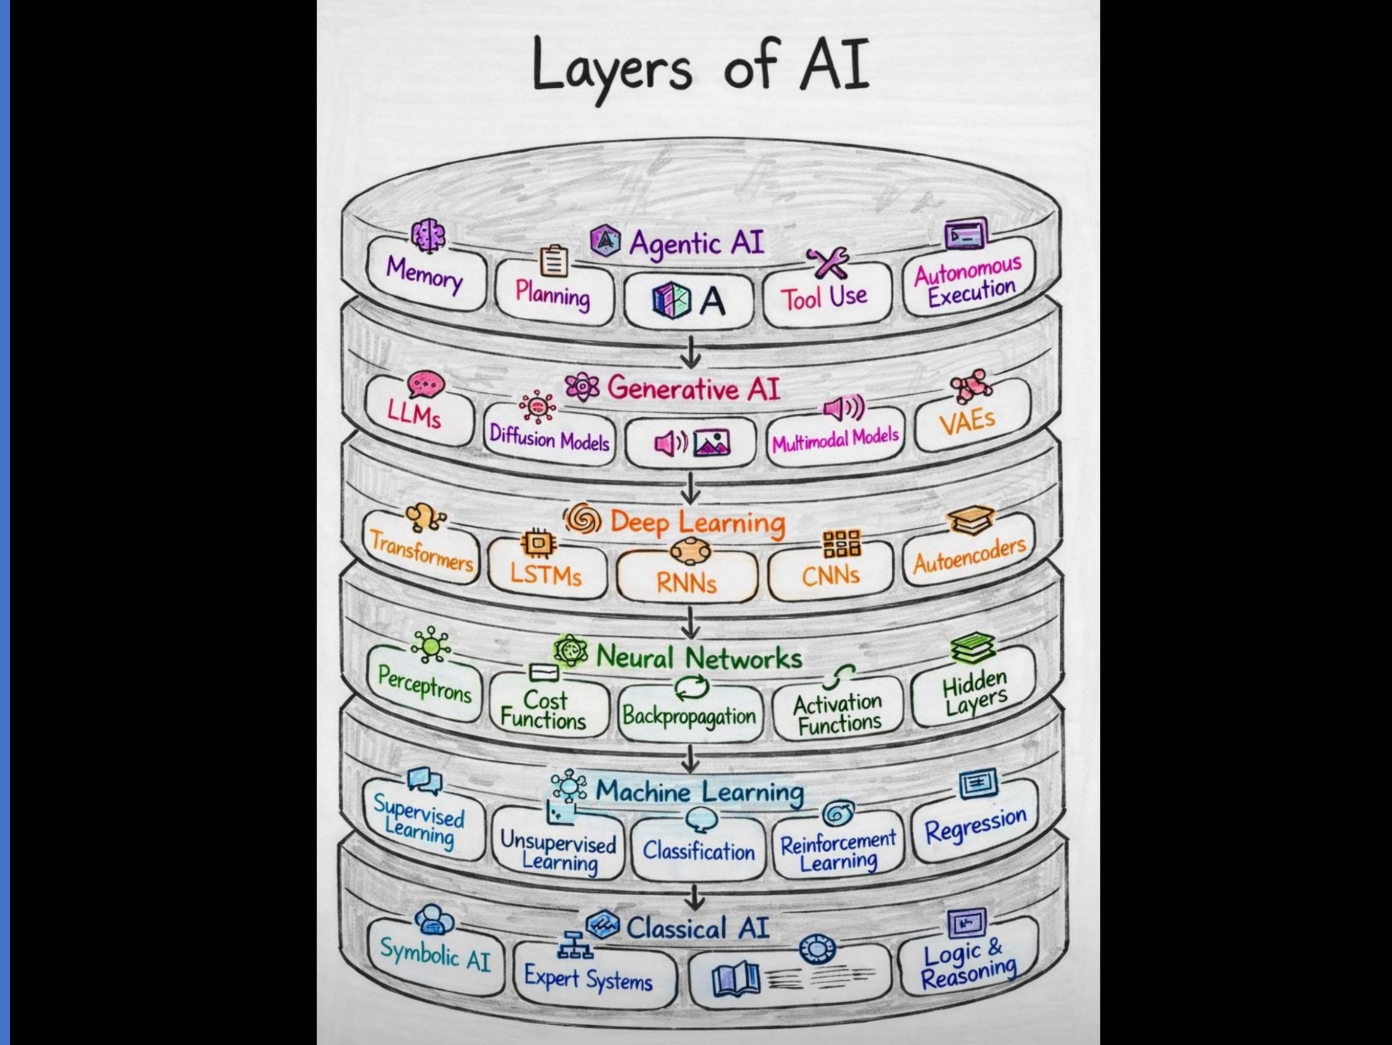 Layers of AI
Agentic AI
Memory
Planning
A
Tool Use
Autonomous
Execution
Generative AI
LLMs
Diffusion Models
Multimodal Models
VAEs
Deep Learning
Transformers
LSTMs
RNNs
CNNs
Autoencoders
Neural Networks
Perceptrons
Cost
Functions
Backpropagation
Activation
Functions
Hidden
Layers
Machine Learning
Supervised
Learning
Unsupervised
Learning
Classification
Reinforcement
Learning
Regression
Classical AI
Symbolic AI
Expert Systems
Logic &
Reasoning